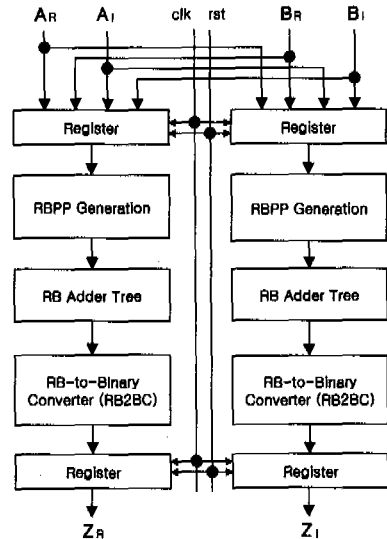 AR AI clk rst BR BI
Register Register
RBPP Generation RBPP Generation
RB Adder Tree RB Adder Tree
RB-to-Binary RB-to-Binary
Converter (RB2BC) Converter (RB2BC)
Register Register
ZR ZI